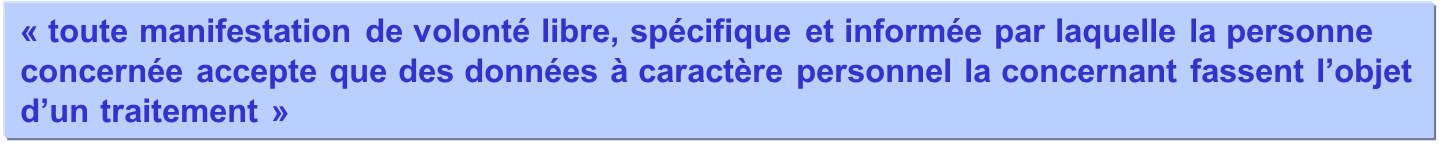 « toute manifestation de volonté libre, spécifique et informée par laquelle la personne
concernée accepte que des données à caractère personnel la concernant fassent l’objet
d’un traitement »